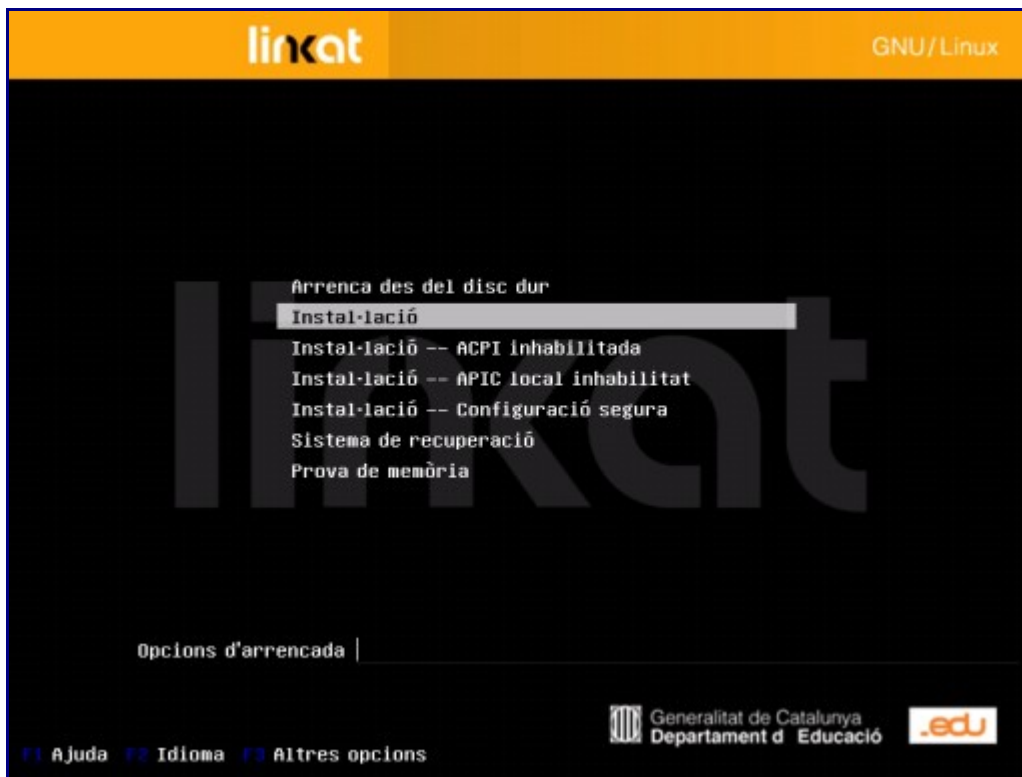 linkat
GNU/Linux
Arrenca des del disc dur
Instal·lació
Instal·lació -- ACPI inhabilitada
Instal·lació -- APIC local inhabilitat
Instal·lació -- Configuració segura
Sistema de recuperació
Prova de memòria
linkat
Opcions d'arrencada
Generalitat de Catalunya
Departament d Educació
.edu
F1 Ajuda F2 Idioma F3 Altres opcions